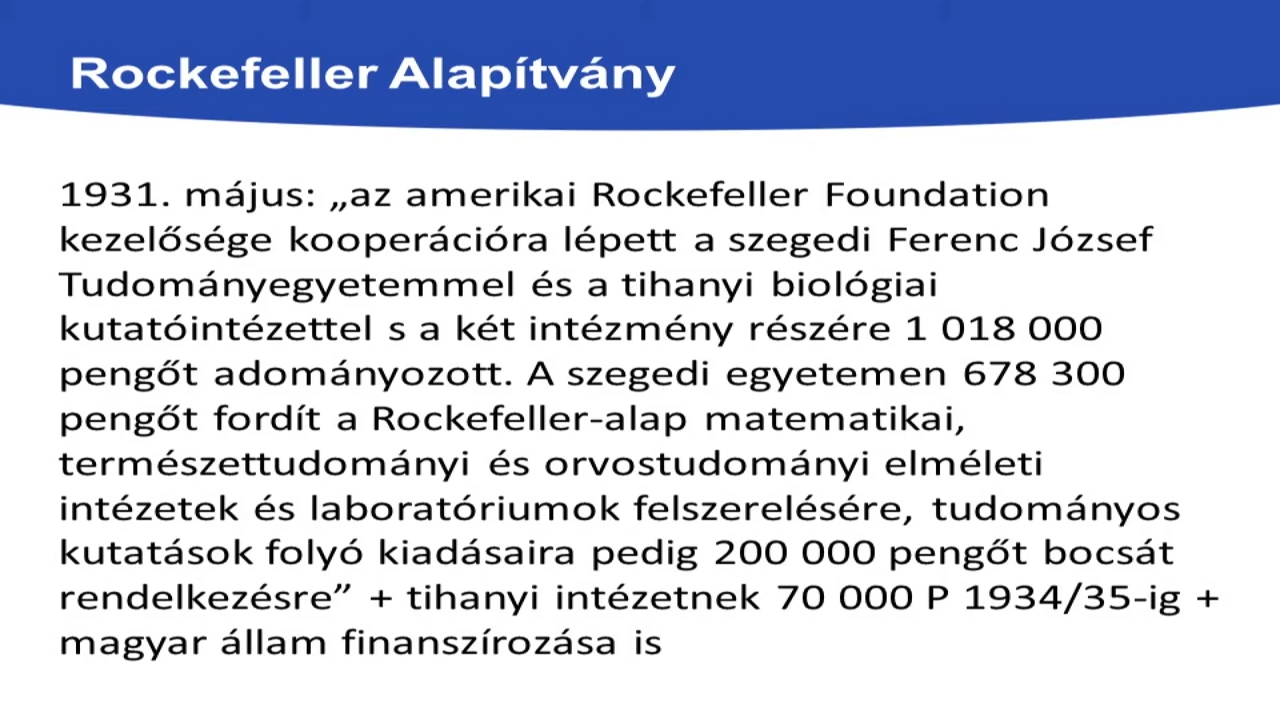 Rockefeller Alapítvány
1931. május: „az amerikai Rockefeller Foundation
kezelősége kooperációra lépett a szegedi Ferenc József
Tudományegyetemmel és a tihanyi biológiai
kutatóintézettel s a két intézmény részére 1 018 000
pengőt adományozott. A szegedi egyetemen 678 300
pengőt fordít a Rockefeller-alap matematikai,
természettudományi és orvostudományi elméleti
intézetek és laboratóriumok felszerelésére, tudományos
kutatások folyó kiadásaira pedig 200 000 pengőt bocsát
rendelkezésre” + tihanyi intézetnek 70 000 P 1934/35-ig +
magyar állam finanszírozása is